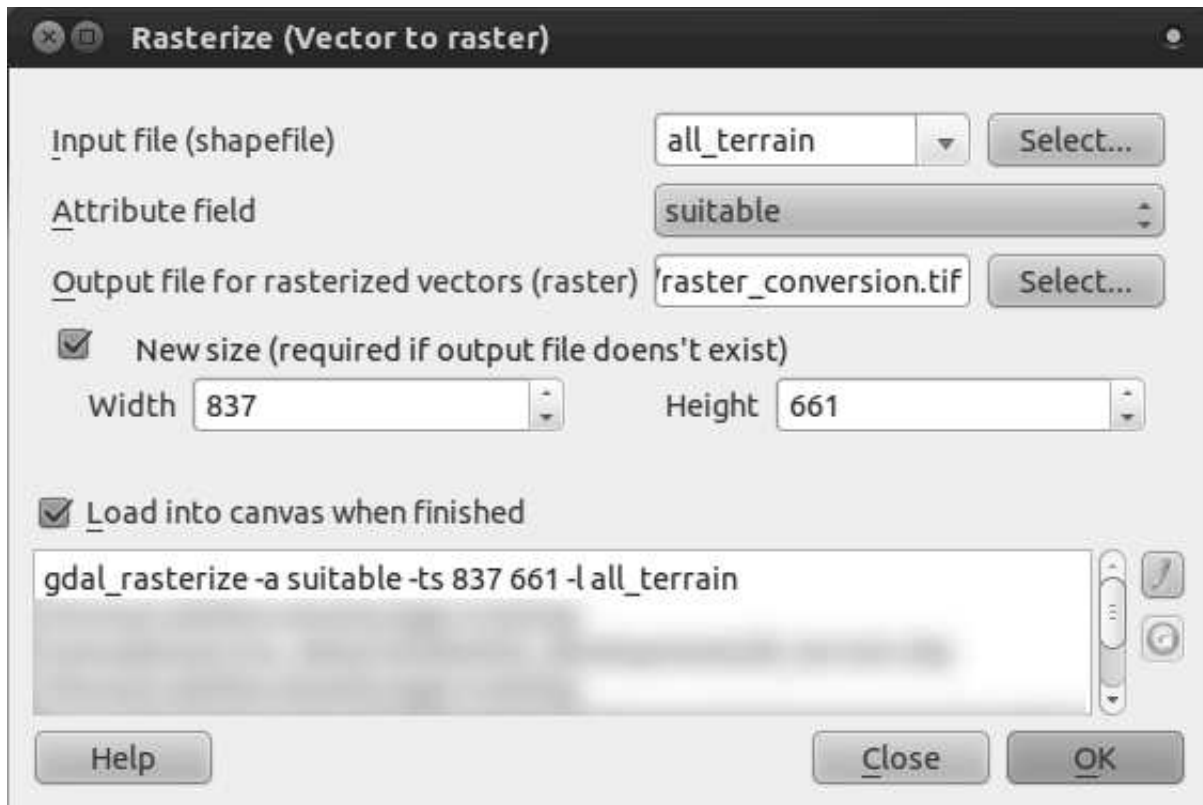 Rasterize (Vector to raster)
Input file (shapefile) all_terrain Select...
Attribute field suitable
Output file for rasterized vectors (raster) /raster_conversion.tif Select...
New size (required if output file doens't exist)
Width 837 Height 661
Load into canvas when finished
gdal_rasterize -a suitable -ts 837 661 -l all_terrain
Help Close OK